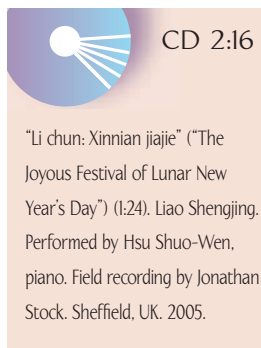 CD 2:16
“Li chun: Xinnian jiajie” (“The
Joyous Festival of Lunar New
Year’s Day”) (1:24). Liao Shengjing.
Performed by Hsu Shuo-Wen,
piano. Field recording by Jonathan
Stock. Sheffield, UK. 2005.